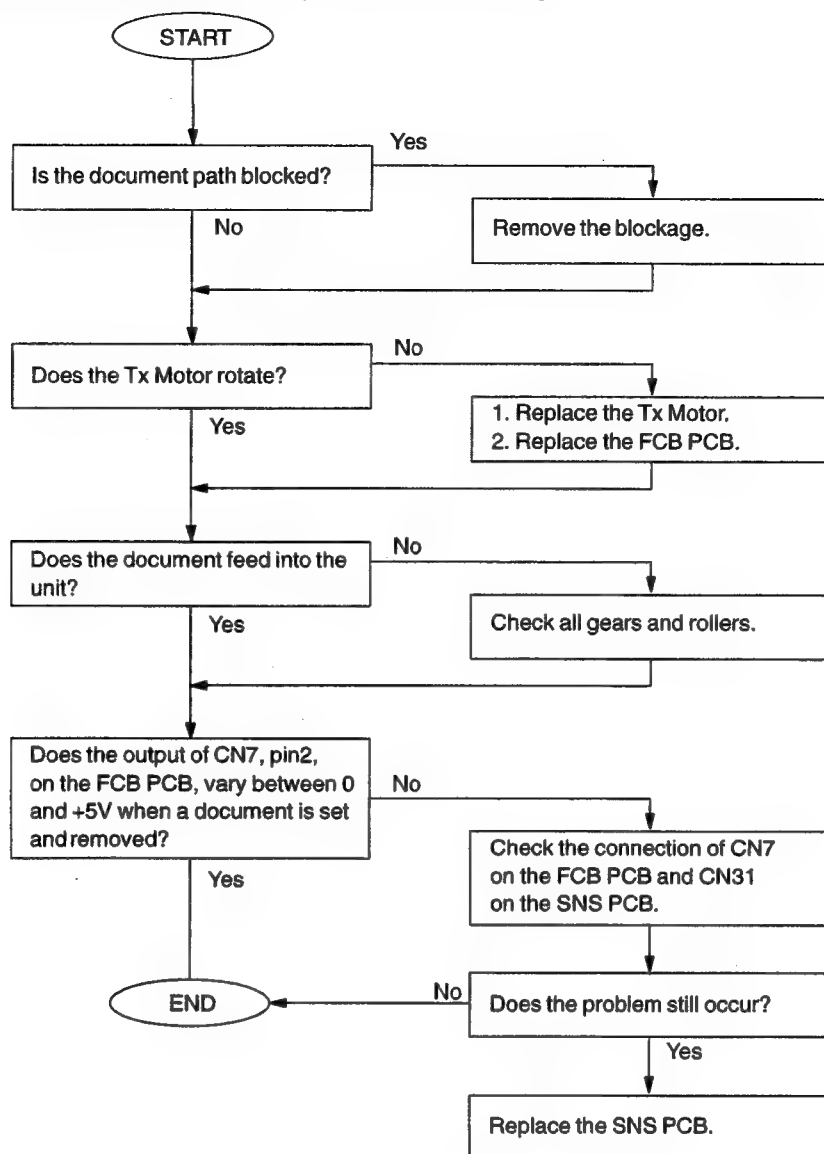 START
Is the document path blocked?
Yes
No
Remove the blockage.
Does the Tx Motor rotate?
No
Yes
1. Replace the Tx Motor.
2. Replace the FCB PCB.
Does the document feed into the
unit?
No
Yes
Check all gears and rollers.
Does the output of CN7, pin2,
on the FCB PCB, vary between 0
and +5V when a document is set
and removed?
No
Yes
Check the connection of CN7
on the FCB PCB and CN31
on the SNS PCB.
END
No
Does the problem still occur?
Yes
Replace the SNS PCB.